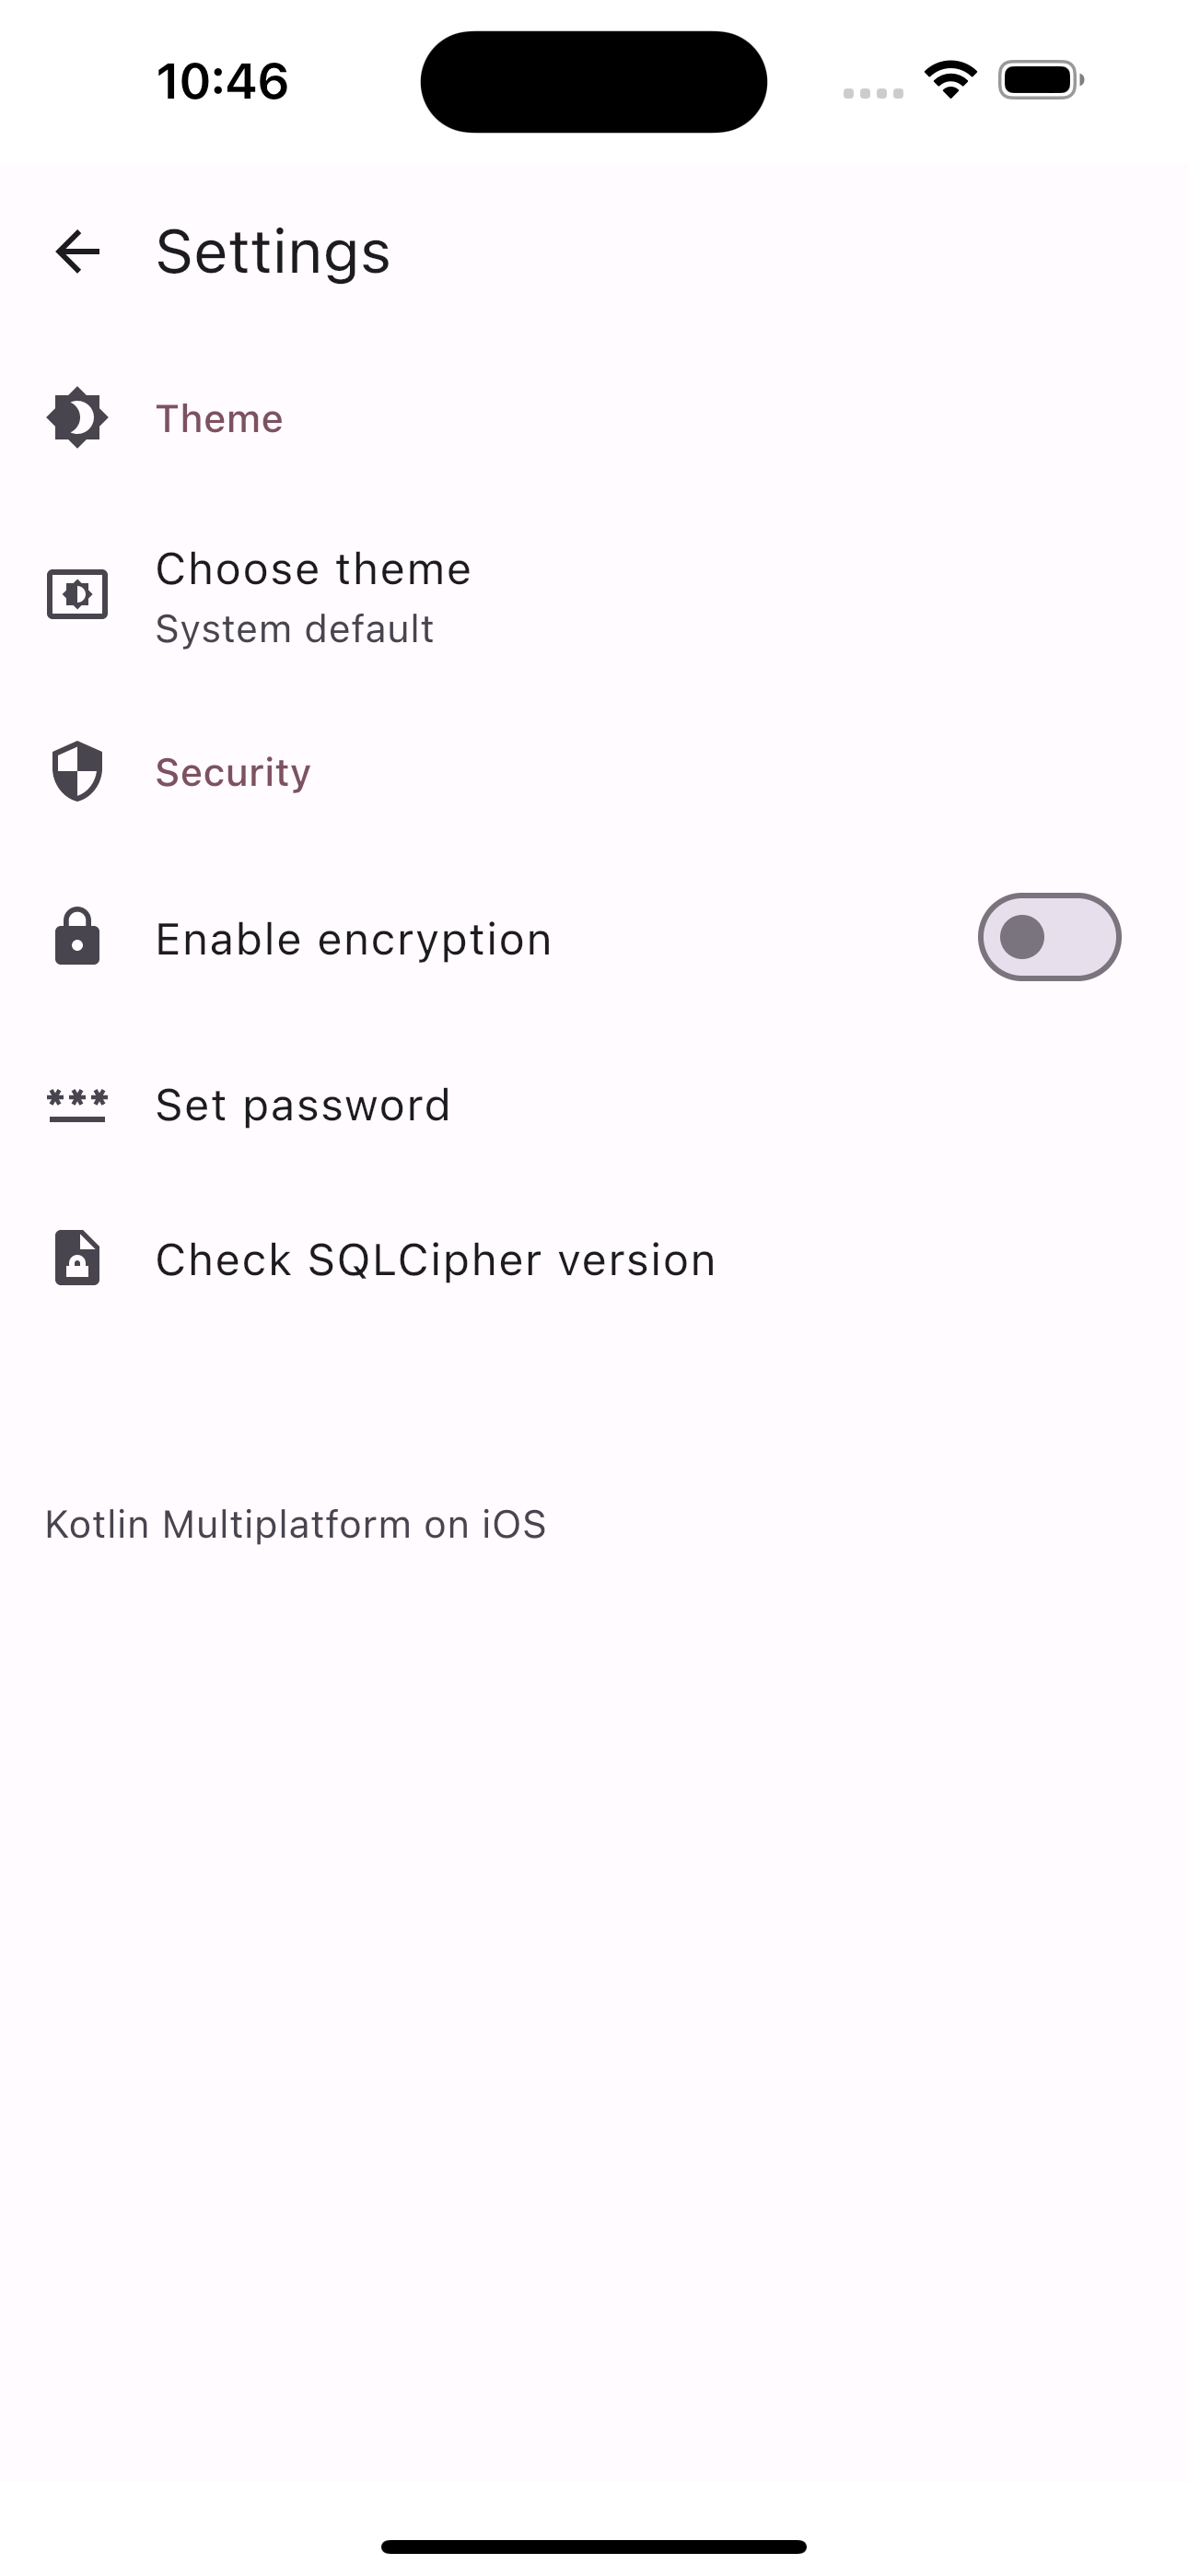 10:46
Settings
Theme
Choose theme
System default
Security
Enable encryption
Set password
Check SQLCipher version
Kotlin Multiplatform on iOS